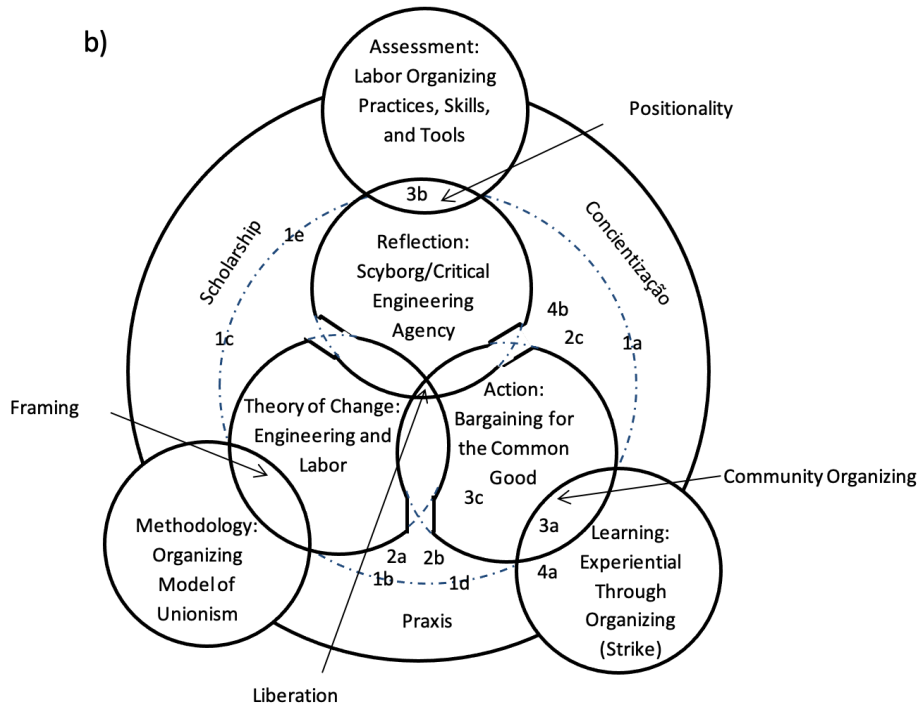 b)
Assessment:
Labor Organizing
Practices, Skills,
and Tools
Positionality
3b
Scholarship
1e
Concientização
Reflection:
Scyborg/Critical
Engineering
Agency
4b
2c
1c
1a
Framing
Theory of Change:
Engineering and
Labor
Action:
Bargaining for
the Common
Good
3c
Community Organizing
Methodology:
Organizing
Model of
Unionism
3a
Learning:
Experiential
Through
Organizing
(Strike)
2a
2b
4a
1b
1d
Praxis
Liberation